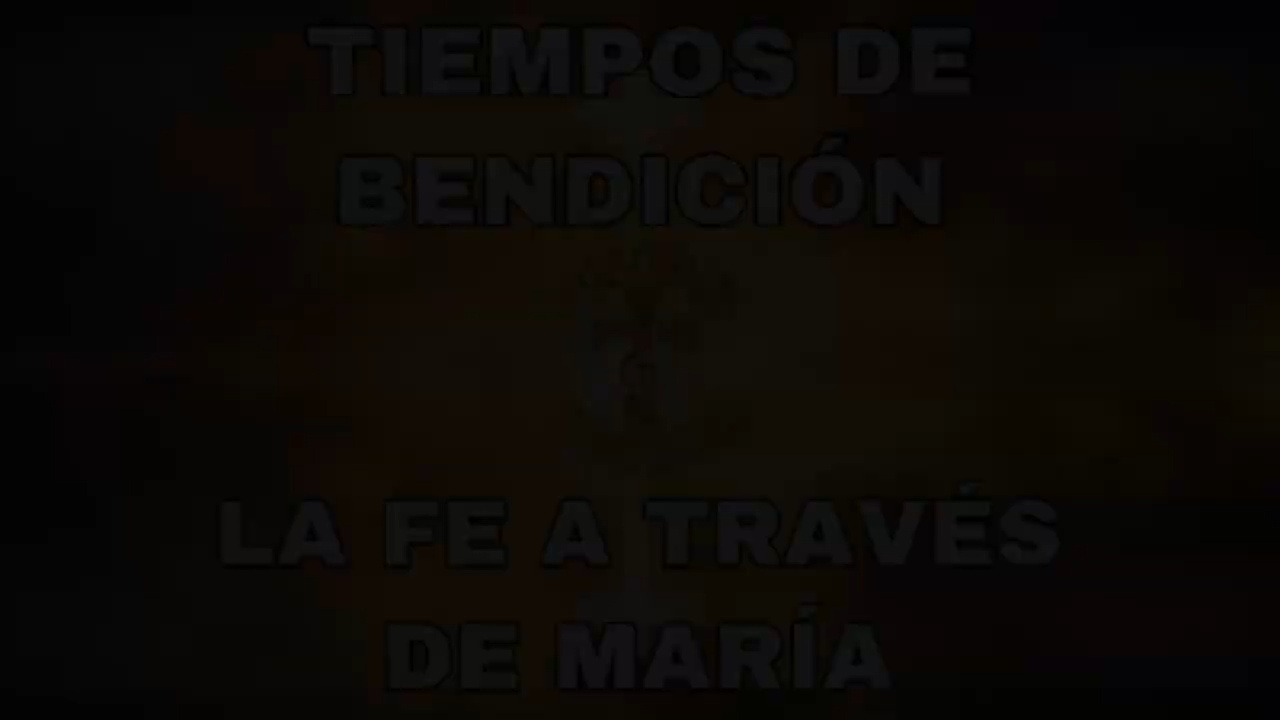 TIEMPOS DE
BENDICIÓN
LA FE A TRAVÉS
DE MARÍA